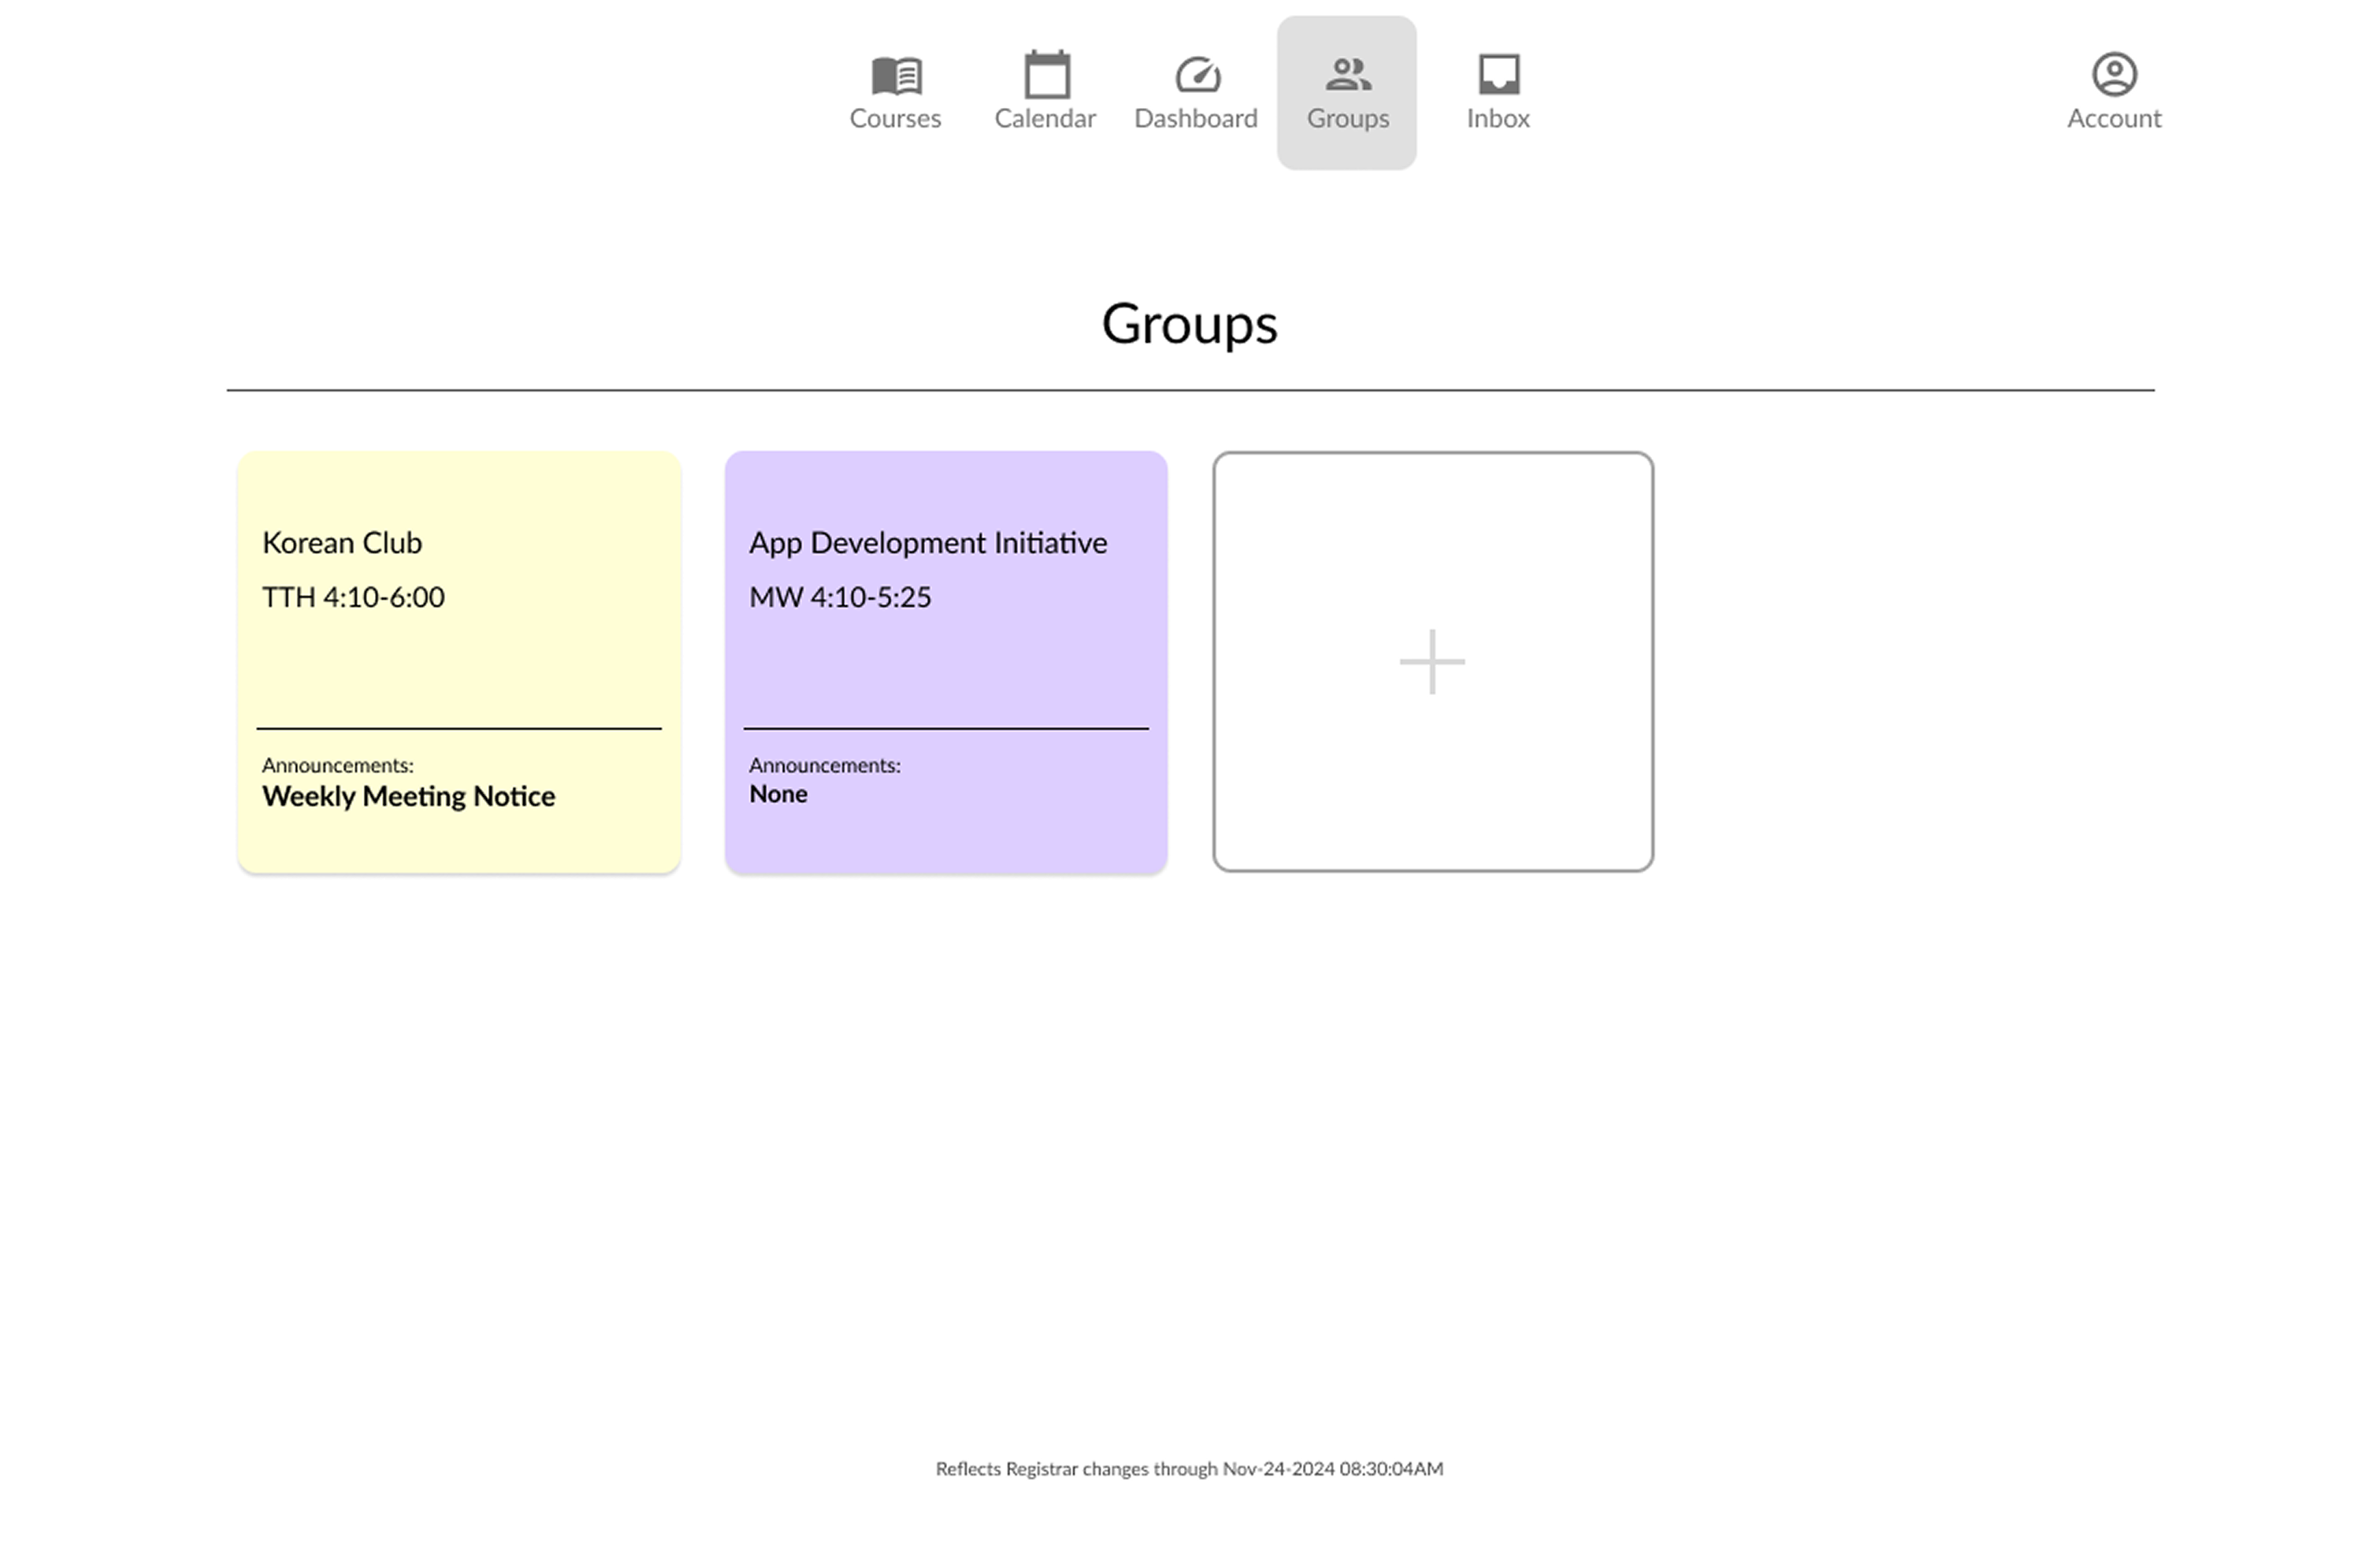 Courses
Calendar
Dashboard
Groups
Inbox
Account
Groups
Korean Club
TTH 4:10-6:00
Announcements:
Weekly Meeting Notice
App Development Initiative
MW 4:10-5:25
Announcements:
None
Reflects Registrar changes through Nov-24-2024 08:30:04AM